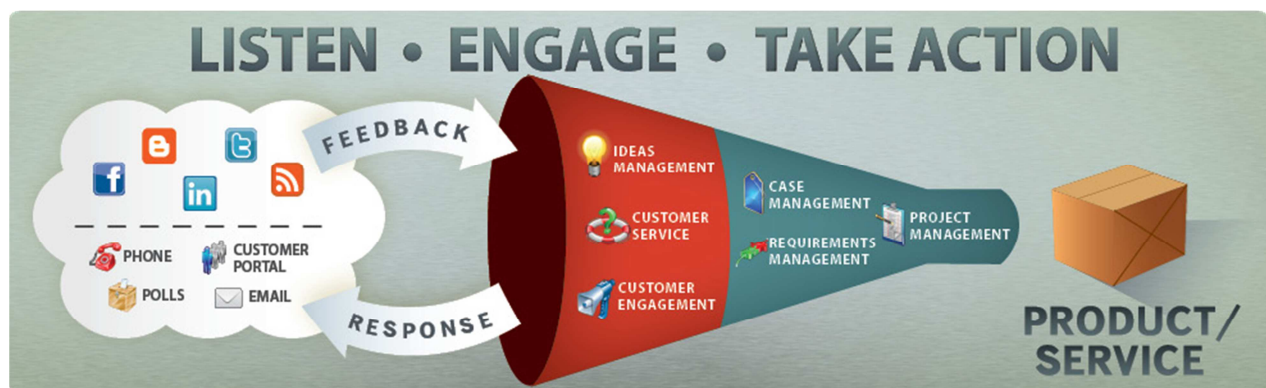 LISTEN • ENGAGE • TAKE ACTION
FEEDBACK
PHONE
CUSTOMER
PORTAL
POLLS
EMAIL
RESPONSE
IDEAS
MANAGEMENT
CUSTOMER
SERVICE
CUSTOMER
ENGAGEMENT
CASE
MANAGEMENT
REQUIREMENTS
MANAGEMENT
PROJECT
MANAGEMENT
PRODUCT/
SERVICE